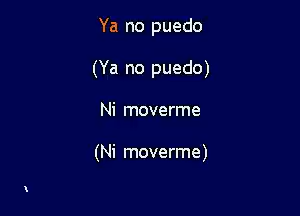 Ya no puedo
(Ya no puedo)
Ni moverme
(Ni moverme)